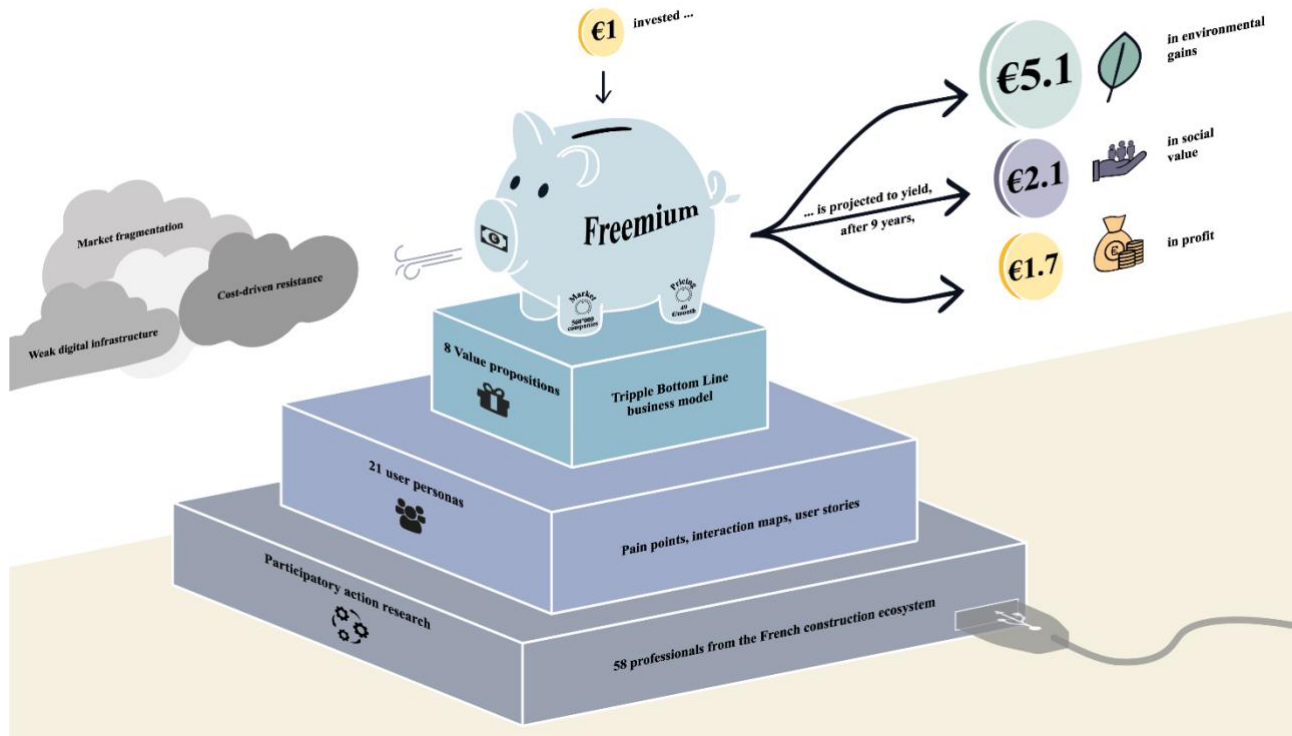 €1
invested ...
€5.1
in environmental
gains
€2.1
in social
value
... is projected to yield,
after 9 years,
€1.7
€
in profit
Freemium
Market
companies
Pricing
49
€/month
Market fragmentation
Cost-driven resistance
Weak digital infrastructure
8 Value propositions
Tripple Bottom Line
business model
21 user personas
Pain points, interaction maps, user stories
Participatory action research
58 professionals from the French construction ecosystem